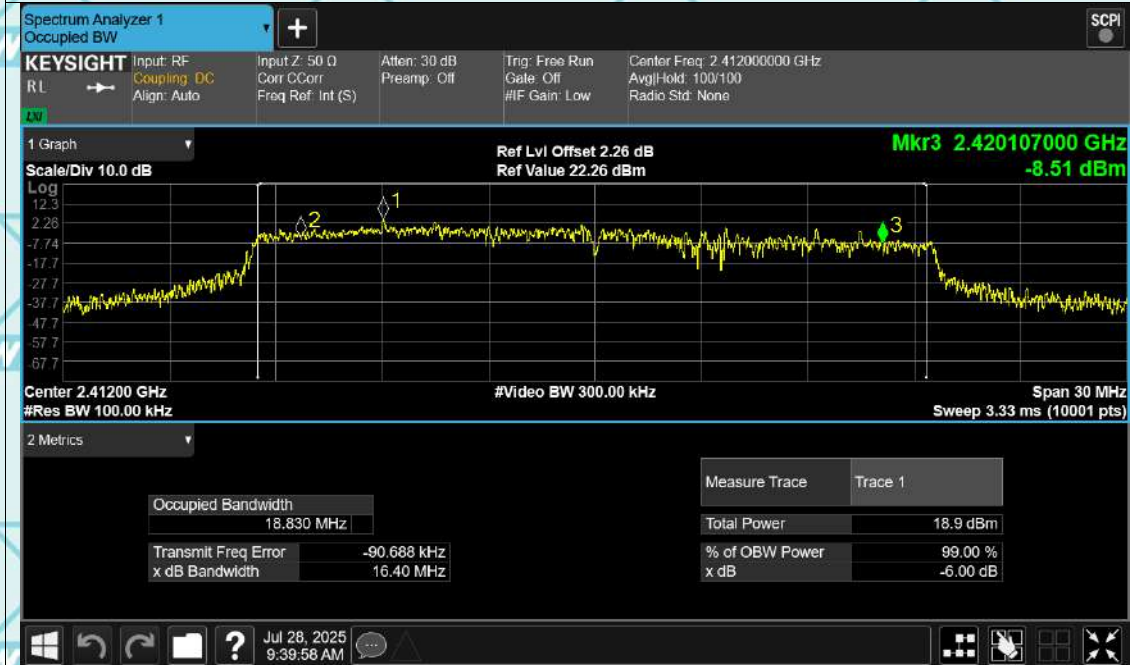 Spectrum Analyzer 1
Occupied BW
+
SCPI
KEYSIGHT
RL
LXI
Input: RF
Coupling: DC
Align: Auto
Input Z: 50 Ω
Corr CCorr
Freq Ref: Int (S)
Atten: 30 dB
Preamp: Off
Trig: Free Run
Gate: Off
#IF Gain: Low
Center Freq: 2.412000000 GHz
Avg|Hold: 100/100
Radio Std: None
1 Graph
Scale/Div 10.0 dB
Ref Lvl Offset 2.26 dB
Ref Value 22.26 dBm
Mkr3 2.420107000 GHz
-8.51 dBm
Log
12.3
2.26
-7.74
-17.7
-27.7
-37.7
-47.7
-57.7
-67.7
1
2
3
Center 2.41200 GHz
#Res BW 100.00 kHz
#Video BW 300.00 kHz
Span 30 MHz
Sweep 3.33 ms (10001 pts)
2 Metrics
Occupied Bandwidth
18.830 MHz
Transmit Freq Error -90.688 kHz
x dB Bandwidth 16.40 MHz
Measure Trace Trace 1
Total Power 18.9 dBm
% of OBW Power 99.00 %
x dB -6.00 dB
?
Jul 28, 2025
9:39:58 AM